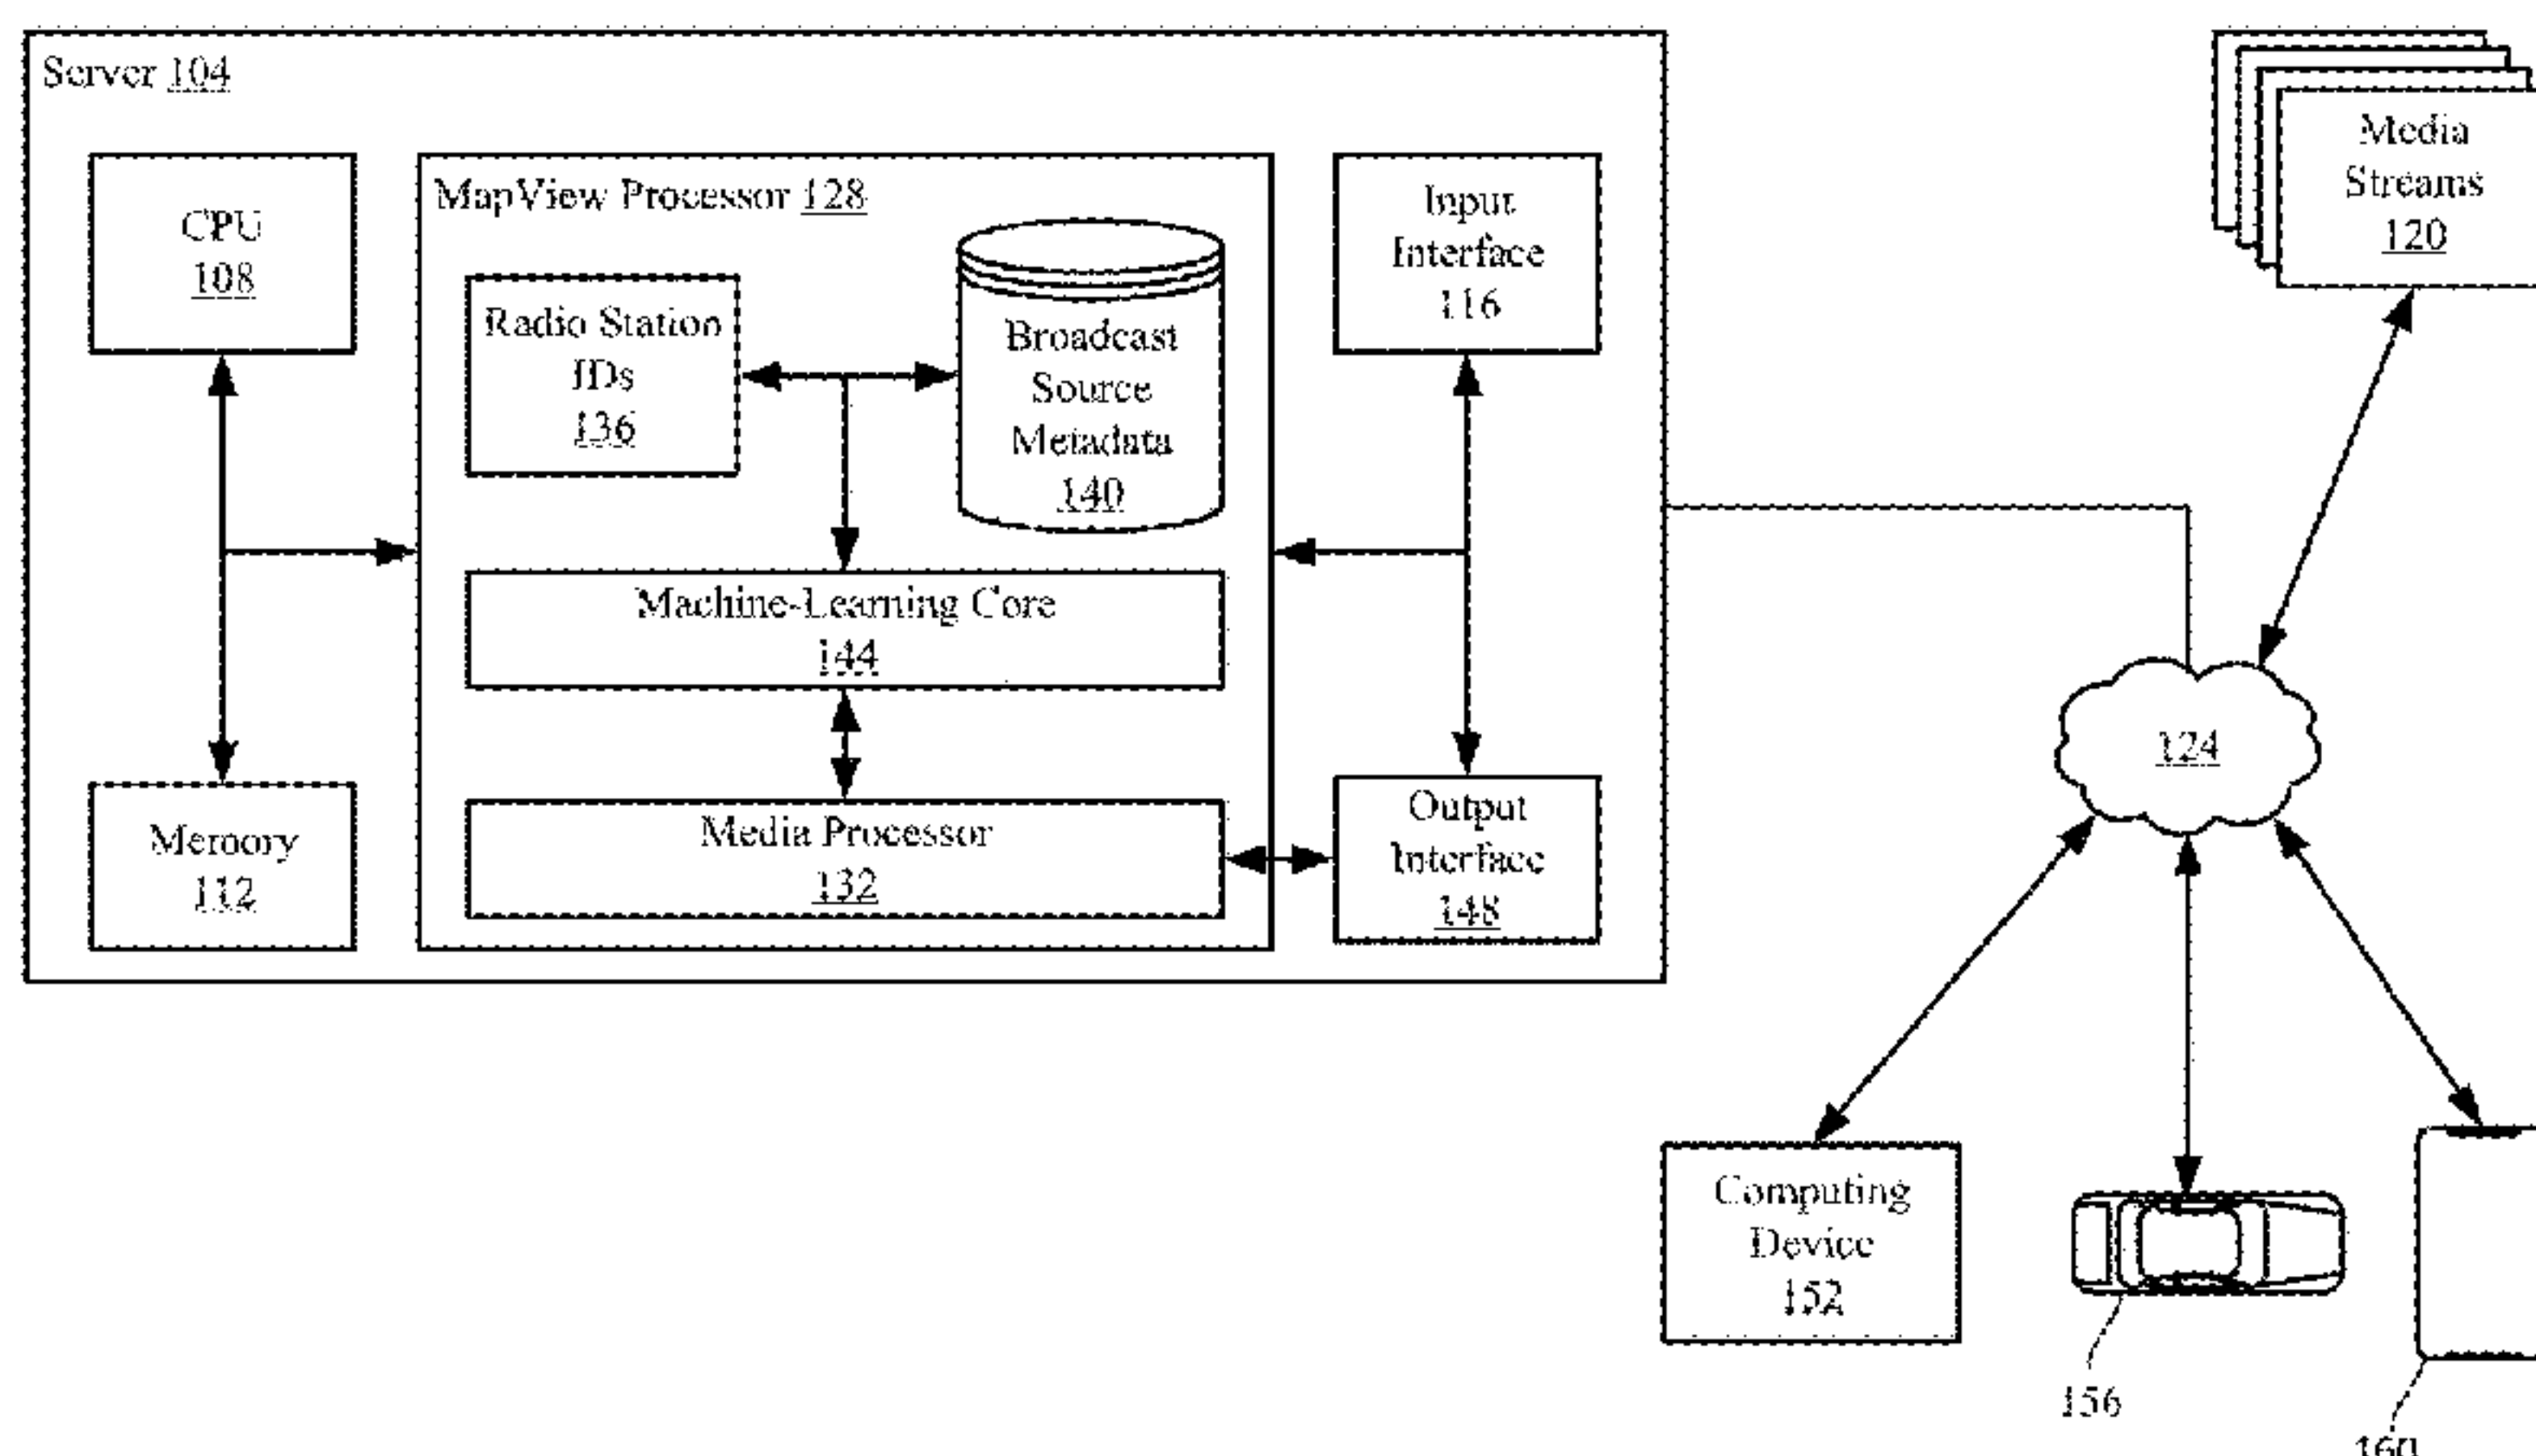 Server 104
CPU
108
MapView Processor 128
Radio Station
IDs
136
Broadcast
Source
Metadata
140
Machine-Learning Core
144
Media Processor
132
Memory
112
Input
Interface
116
Output
Interface
148
Media
Streams
120
124
Computing
Device
152
156
160